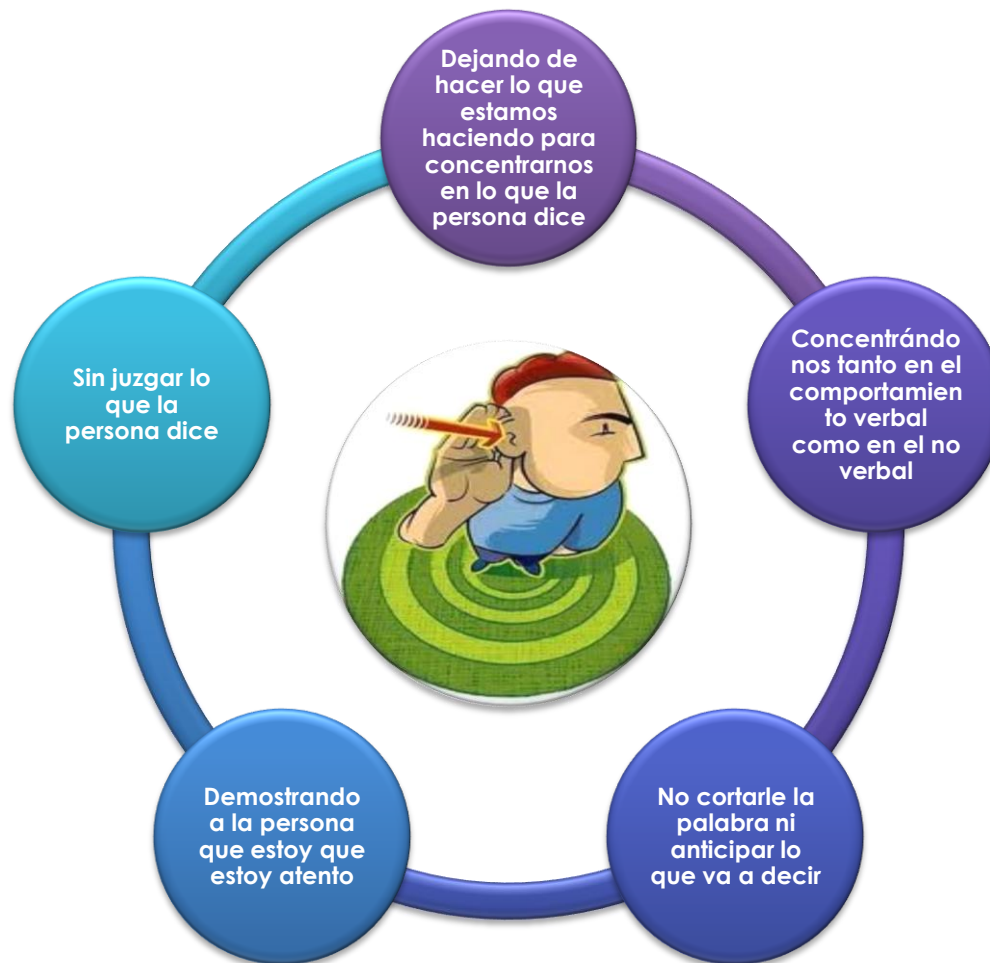 Dejando de
hacer lo que
estamos
haciendo para
concentrarnos
en lo que la
persona dice
Concentrándo
nos tanto en el
comportamien
to verbal
como en el no
verbal
No cortarle la
palabra ni
anticipar lo
que va a decir
Demostrando
a la persona
que estoy que
estoy atento
Sin juzgar lo
que la
persona dice